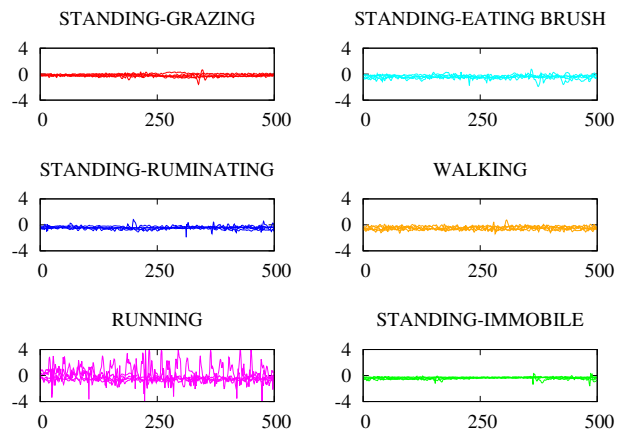 STANDING-GRAZING
4
0
-4
0 250 500
STANDING-EATING BRUSH
4
0
-4
0 250 500
STANDING-RUMINATING
4
0
-4
0 250 500
WALKING
4
0
-4
0 250 500
RUNNING
4
0
-4
0 250 500
STANDING-IMMOBILE
4
0
-4
0 250 500